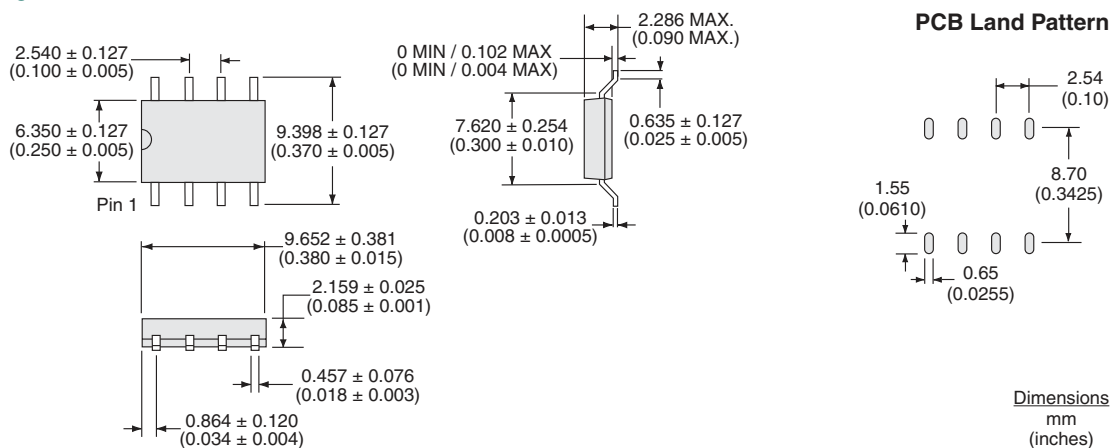 2.540 ± 0.127
(0.100 ± 0.005)
6.350 ± 0.127
(0.250 ± 0.005)
9.398 ± 0.127
(0.370 ± 0.005)
Pin 1
9.652 ± 0.381
(0.380 ± 0.015)
2.159 ± 0.025
(0.085 ± 0.001)
0.457 ± 0.076
(0.018 ± 0.003)
0.864 ± 0.120
(0.034 ± 0.004)
2.286 MAX.
(0.090 MAX.)
0 MIN / 0.102 MAX
(0 MIN / 0.004 MAX)
7.620 ± 0.254
(0.300 ± 0.010)
0.635 ± 0.127
(0.025 ± 0.005)
0.203 ± 0.013
(0.008 ± 0.0005)
PCB Land Pattern
2.54
(0.10)
8.70
(0.3425)
1.55
(0.0610)
0.65
(0.0255)
Dimensions
mm
(inches)